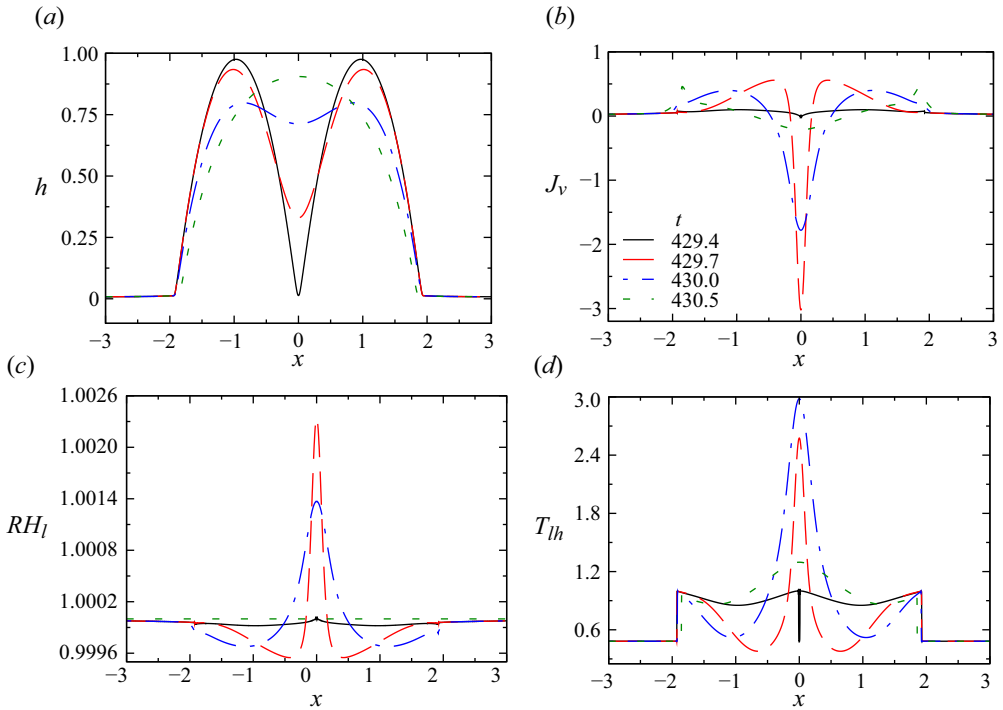 (a)
1.00
0.75
h
0.50
0.25
0
−3 −2 −1 0 1 2 3
x
(b)
1
0
J_v
−1
−2
−3
t
429.4
429.7
430.0
430.5
−3 −2 −1 0 1 2 3
x
(c)
1.0026
1.0020
1.0014
RH_l
1.0008
1.0002
0.9996
−3 −2 −1 0 1 2 3
x
(d)
3.0
2.4
1.8
T_lh
1.2
0.6
−3 −2 −1 0 1 2 3
x